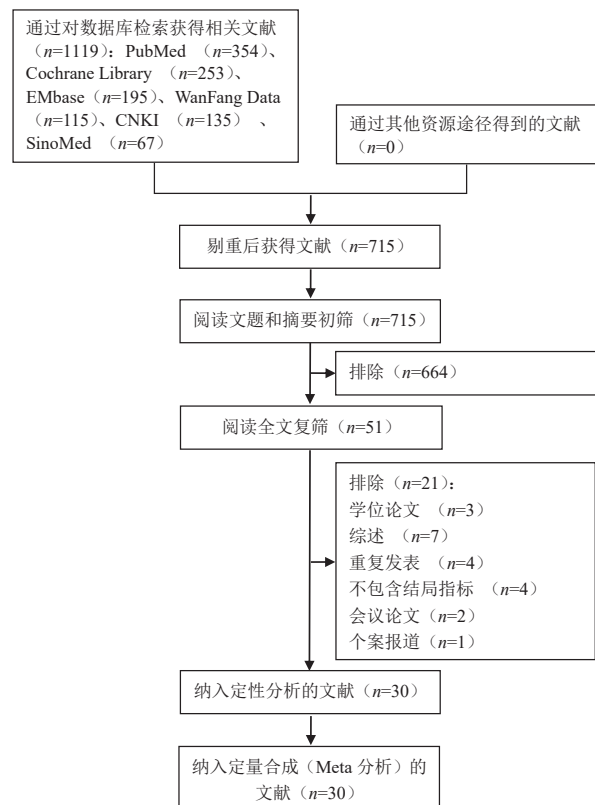 通过对数据库检索获得相关文献
（n=1119）：PubMed （n=354）、
Cochrane Library （n=253）、
EMbase（n=195）、WanFang Data
（n=115）、CNKI （n=135） 、
SinoMed （n=67）
通过其他资源途径得到的文献
（n=0）
剔重后获得文献（n=715）
阅读文题和摘要初筛（n=715）
排除（n=664）
阅读全文复筛（n=51）
排除（n=21）：
学位论文 （n=3）
综述 （n=7）
重复发表 （n=4）
不包含结局指标 （n=4）
会议论文（n=2）
个案报道（n=1）
纳入定性分析的文献（n=30）
纳入定量合成（Meta 分析）的
文献（n=30）